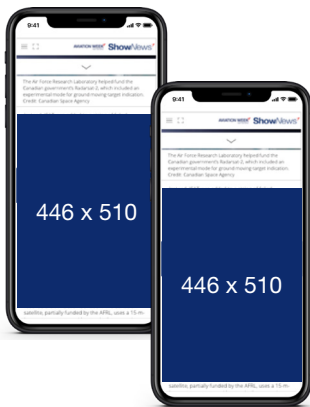 9:41
AVIATION WEEK ShowNews
The Air Force Research Laboratory helped fund the
Canadian government's Radarsat 2, which included an
experimental mode for ground moving target indication.
Credit: Canadian Space Agency
446 x 510
satellite, partially funded by the AFRL, uses a 15-m-
9:41
AVIATION WEEK ShowNews
The Air Force Research Laboratory helped fund the
Canadian government's Radarsat 2, which included an
experimental mode for ground moving target indication.
Credit: Canadian Space Agency
446 x 510
satellite, partially funded by the AFRL, uses a 15-m-